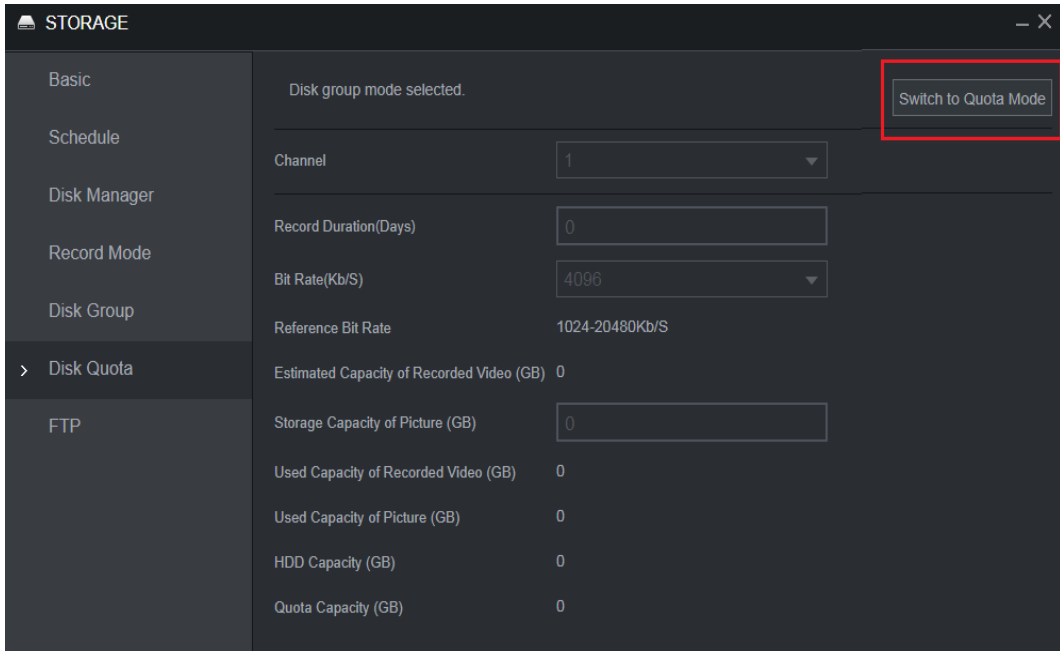 STORAGE
Basic
Schedule
Disk Manager
Record Mode
Disk Group
Disk Quota
FTP
Disk group mode selected.
Switch to Quota Mode
Channel 1
Record Duration(Days) 0
Bit Rate(Kb/S) 4096
Reference Bit Rate 1024-20480Kb/S
Estimated Capacity of Recorded Video (GB) 0
Storage Capacity of Picture (GB) 0
Used Capacity of Recorded Video (GB) 0
Used Capacity of Picture (GB) 0
HDD Capacity (GB) 0
Quota Capacity (GB) 0